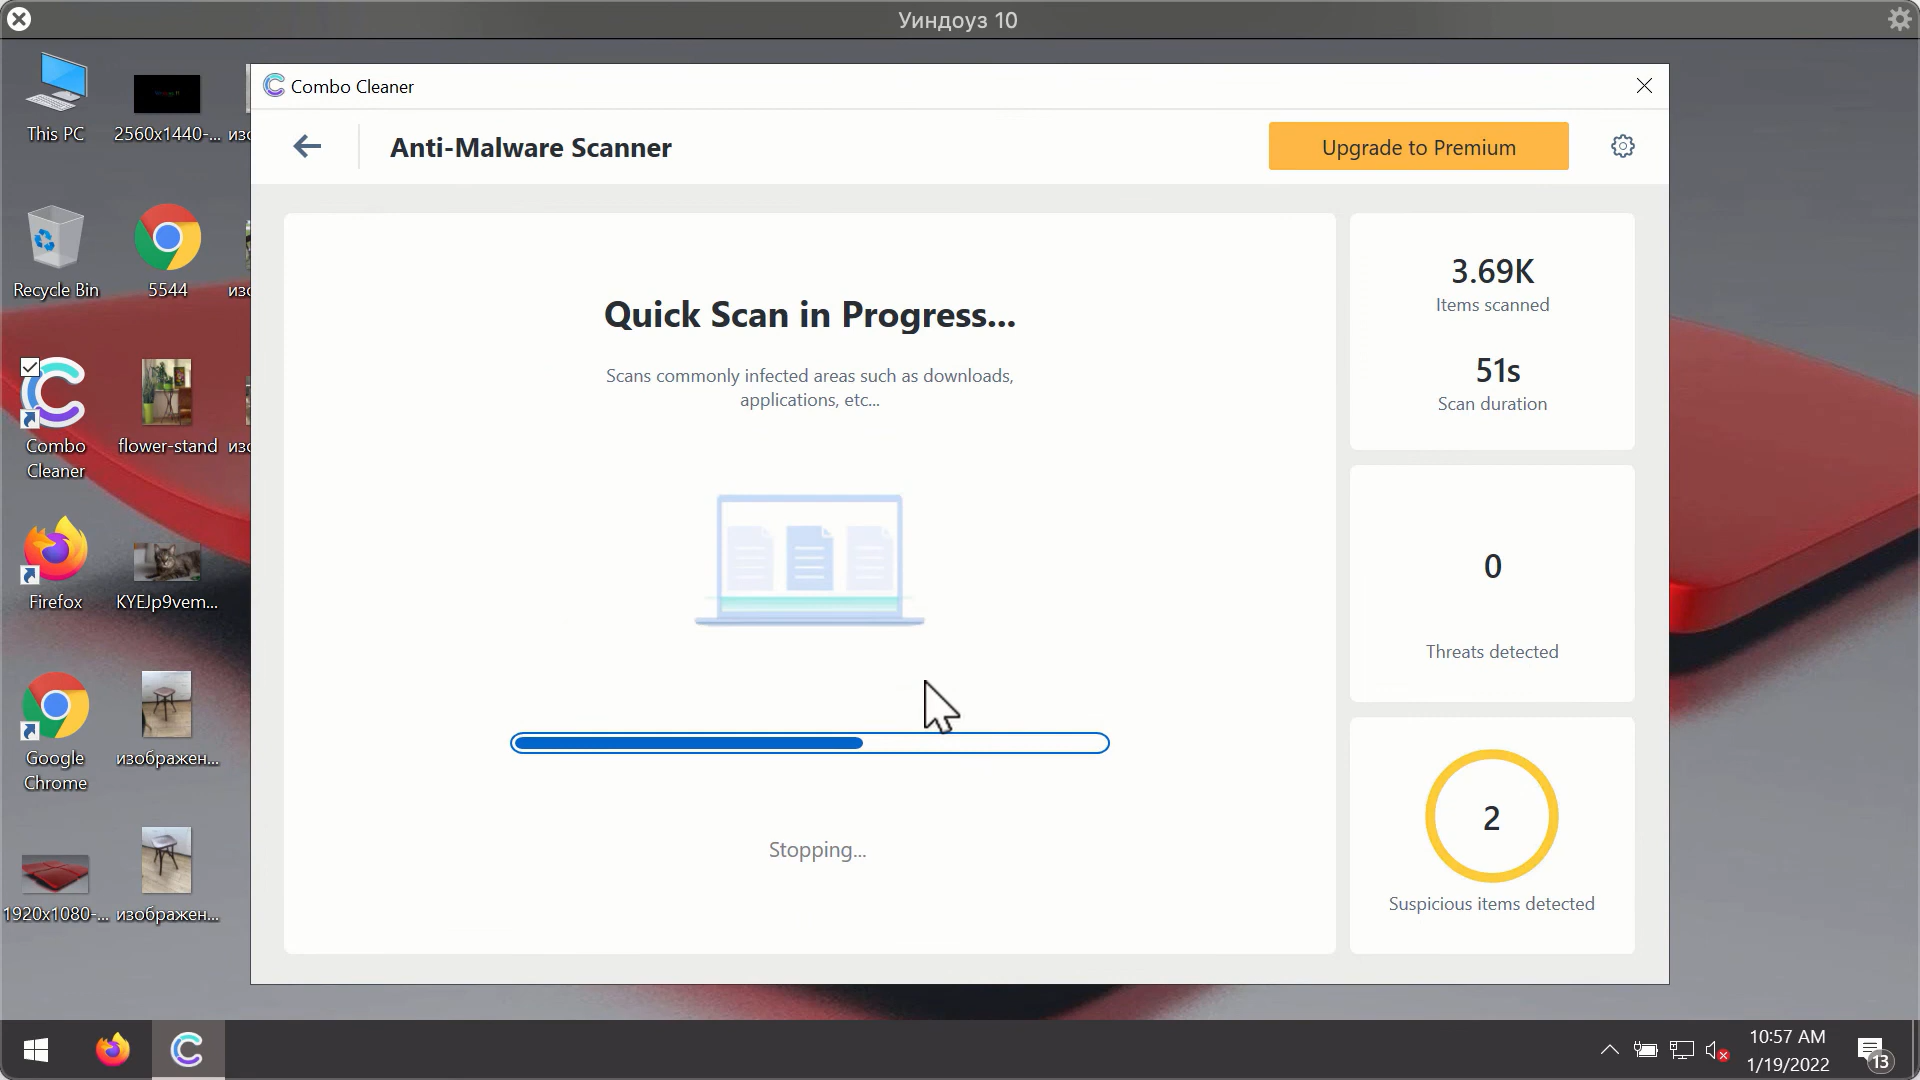 Уиндоуз 10
Combo Cleaner
Anti-Malware Scanner
Upgrade to Premium
Quick Scan in Progress...
Scans commonly infected areas such as downloads,
applications, etc...
Stopping...
3.69K
Items scanned
51s
Scan duration
0
Threats detected
2
Suspicious items detected
This PC
2560x1440-...
изо
Recycle Bin
5544
изо
Combo
Cleaner
flower-stand
изо
Firefox
KYEJp9vem...
Google
Chrome
изображен...
1920x1080-...
изображен...
10:57 AM
1/19/2022
13